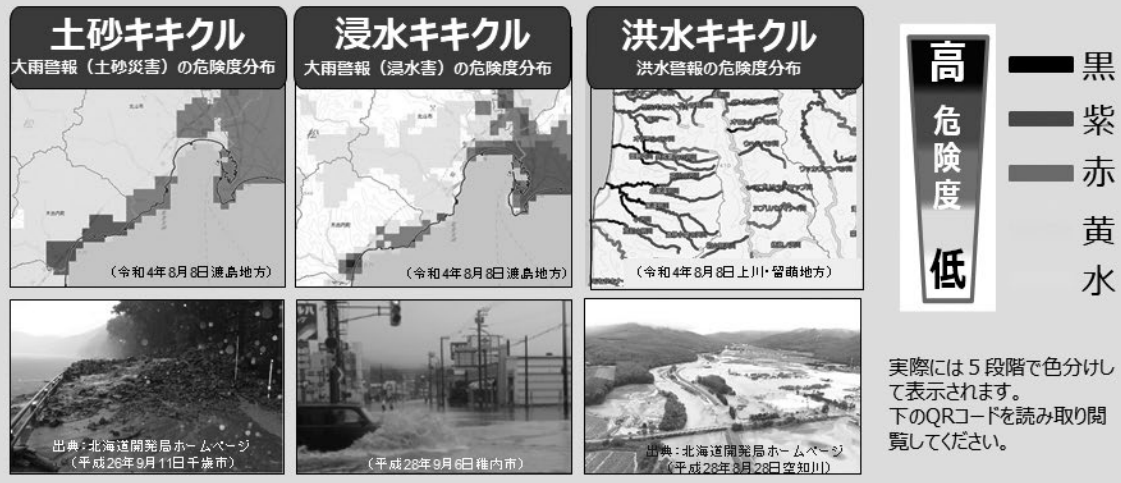 土砂キキクル
大雨警報（土砂災害）の危険度分布
（令和4年8月8日渡島地方）
浸水キキクル
大雨警報（浸水害）の危険度分布
（令和4年8月8日渡島地方）
洪水キキクル
洪水警報の危険度分布
（令和4年8月8日上川・留萌地方）
高
危険度
低
黒
紫
赤
黄
水
出典：北海道開発局ホームページ
（平成26年9月11日千歳市）
（平成28年9月6日稚内市）
出典：北海道開発局ホームページ
（平成28年8月28日空知川）
実際には５段階で色分けし
て表示されます。
下のQRコードを読み取り閲
覧してください。